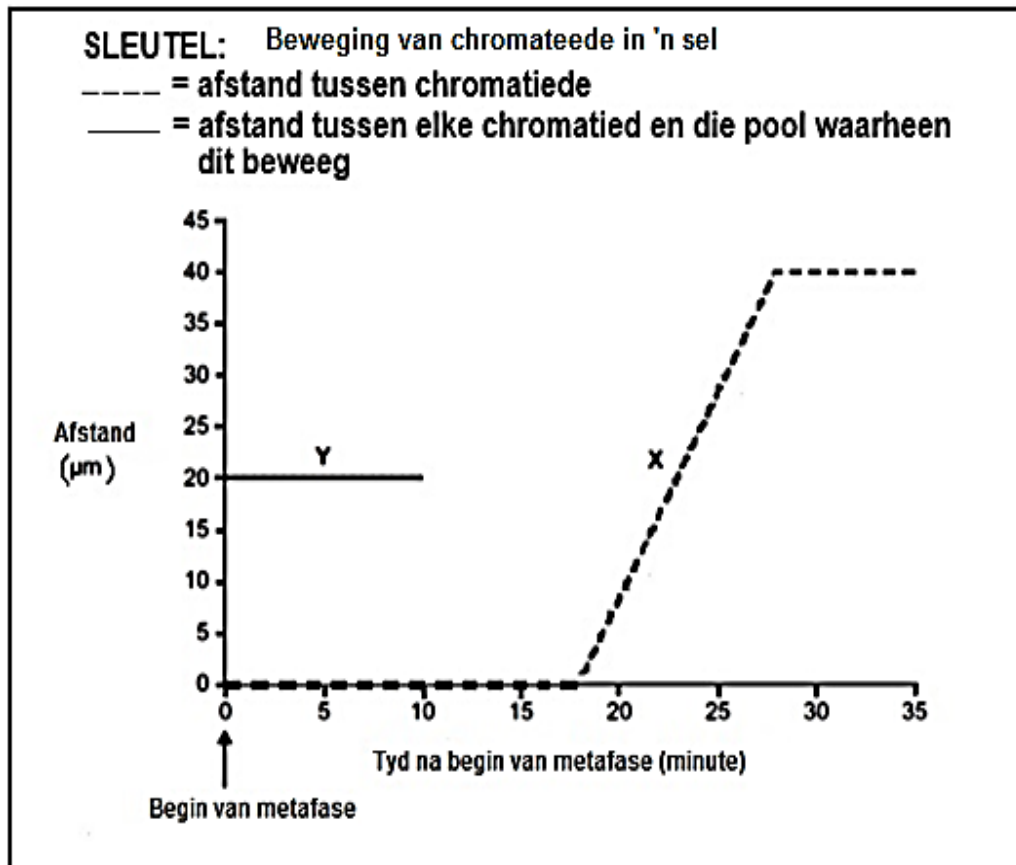 SLEUTEL: Beweging van chromateede in 'n sel
---- = afstand tussen chromatiede
—— = afstand tussen elke chromatied en die pool waarheen
dit beweeg
45
40
35
30
25
20
15
10
5
0
Afstand
(µm)
Y
X
0 5 10 15 20 25 30 35
Tyd na begin van metafase (minute)
Begin van metafase